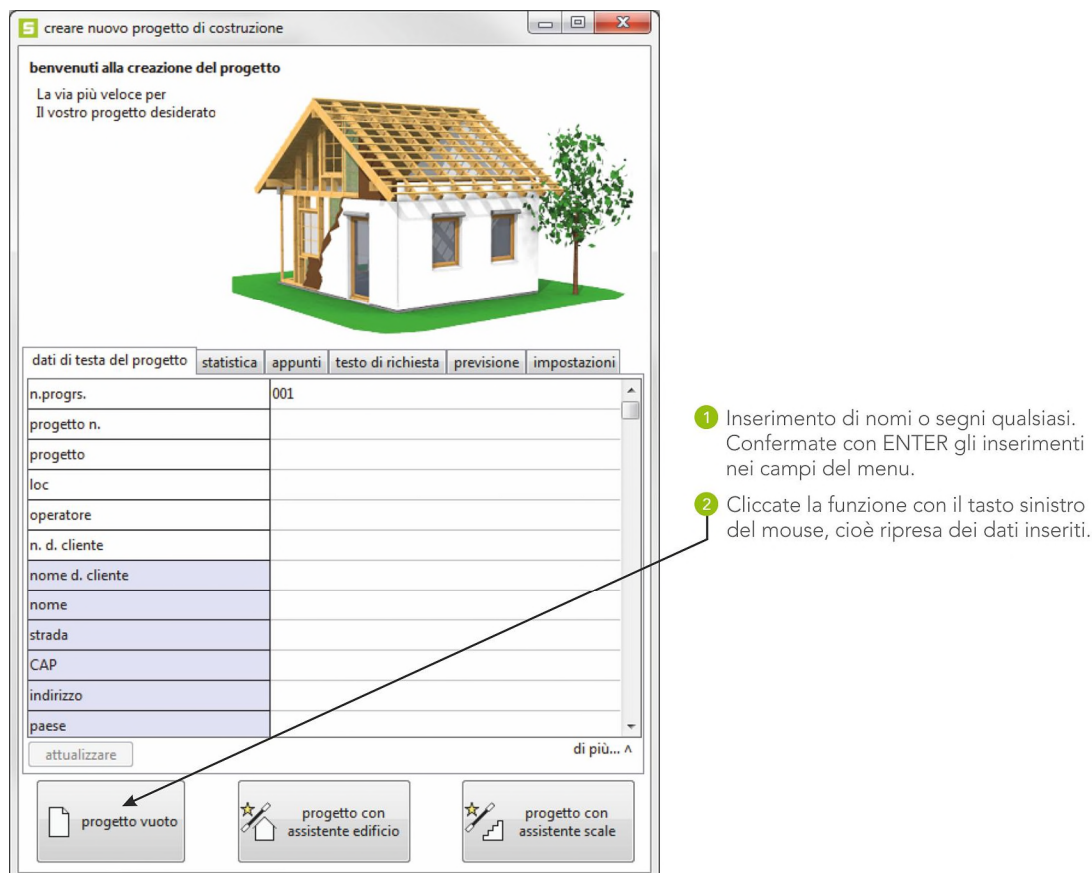 creare nuovo progetto di costruzione
benvenuti alla creazione del progetto
La via più veloce per
Il vostro progetto desiderato
dati di testa del progetto statistica appunti testo di richiesta previsione impostazioni
n.progrs. 001
progetto n.
progetto
loc
operatore
n. d. cliente
nome d. cliente
nome
strada
CAP
indirizzo
paese
attualizzare di più... ˄
progetto vuoto
progetto con
assistente edificio
progetto con
assistente scale
1 Inserimento di nomi o segni qualsiasi.
Confermate con ENTER gli inserimenti
nei campi del menu.
2 Cliccate la funzione con il tasto sinistro
del mouse, cioè ripresa dei dati inseriti.